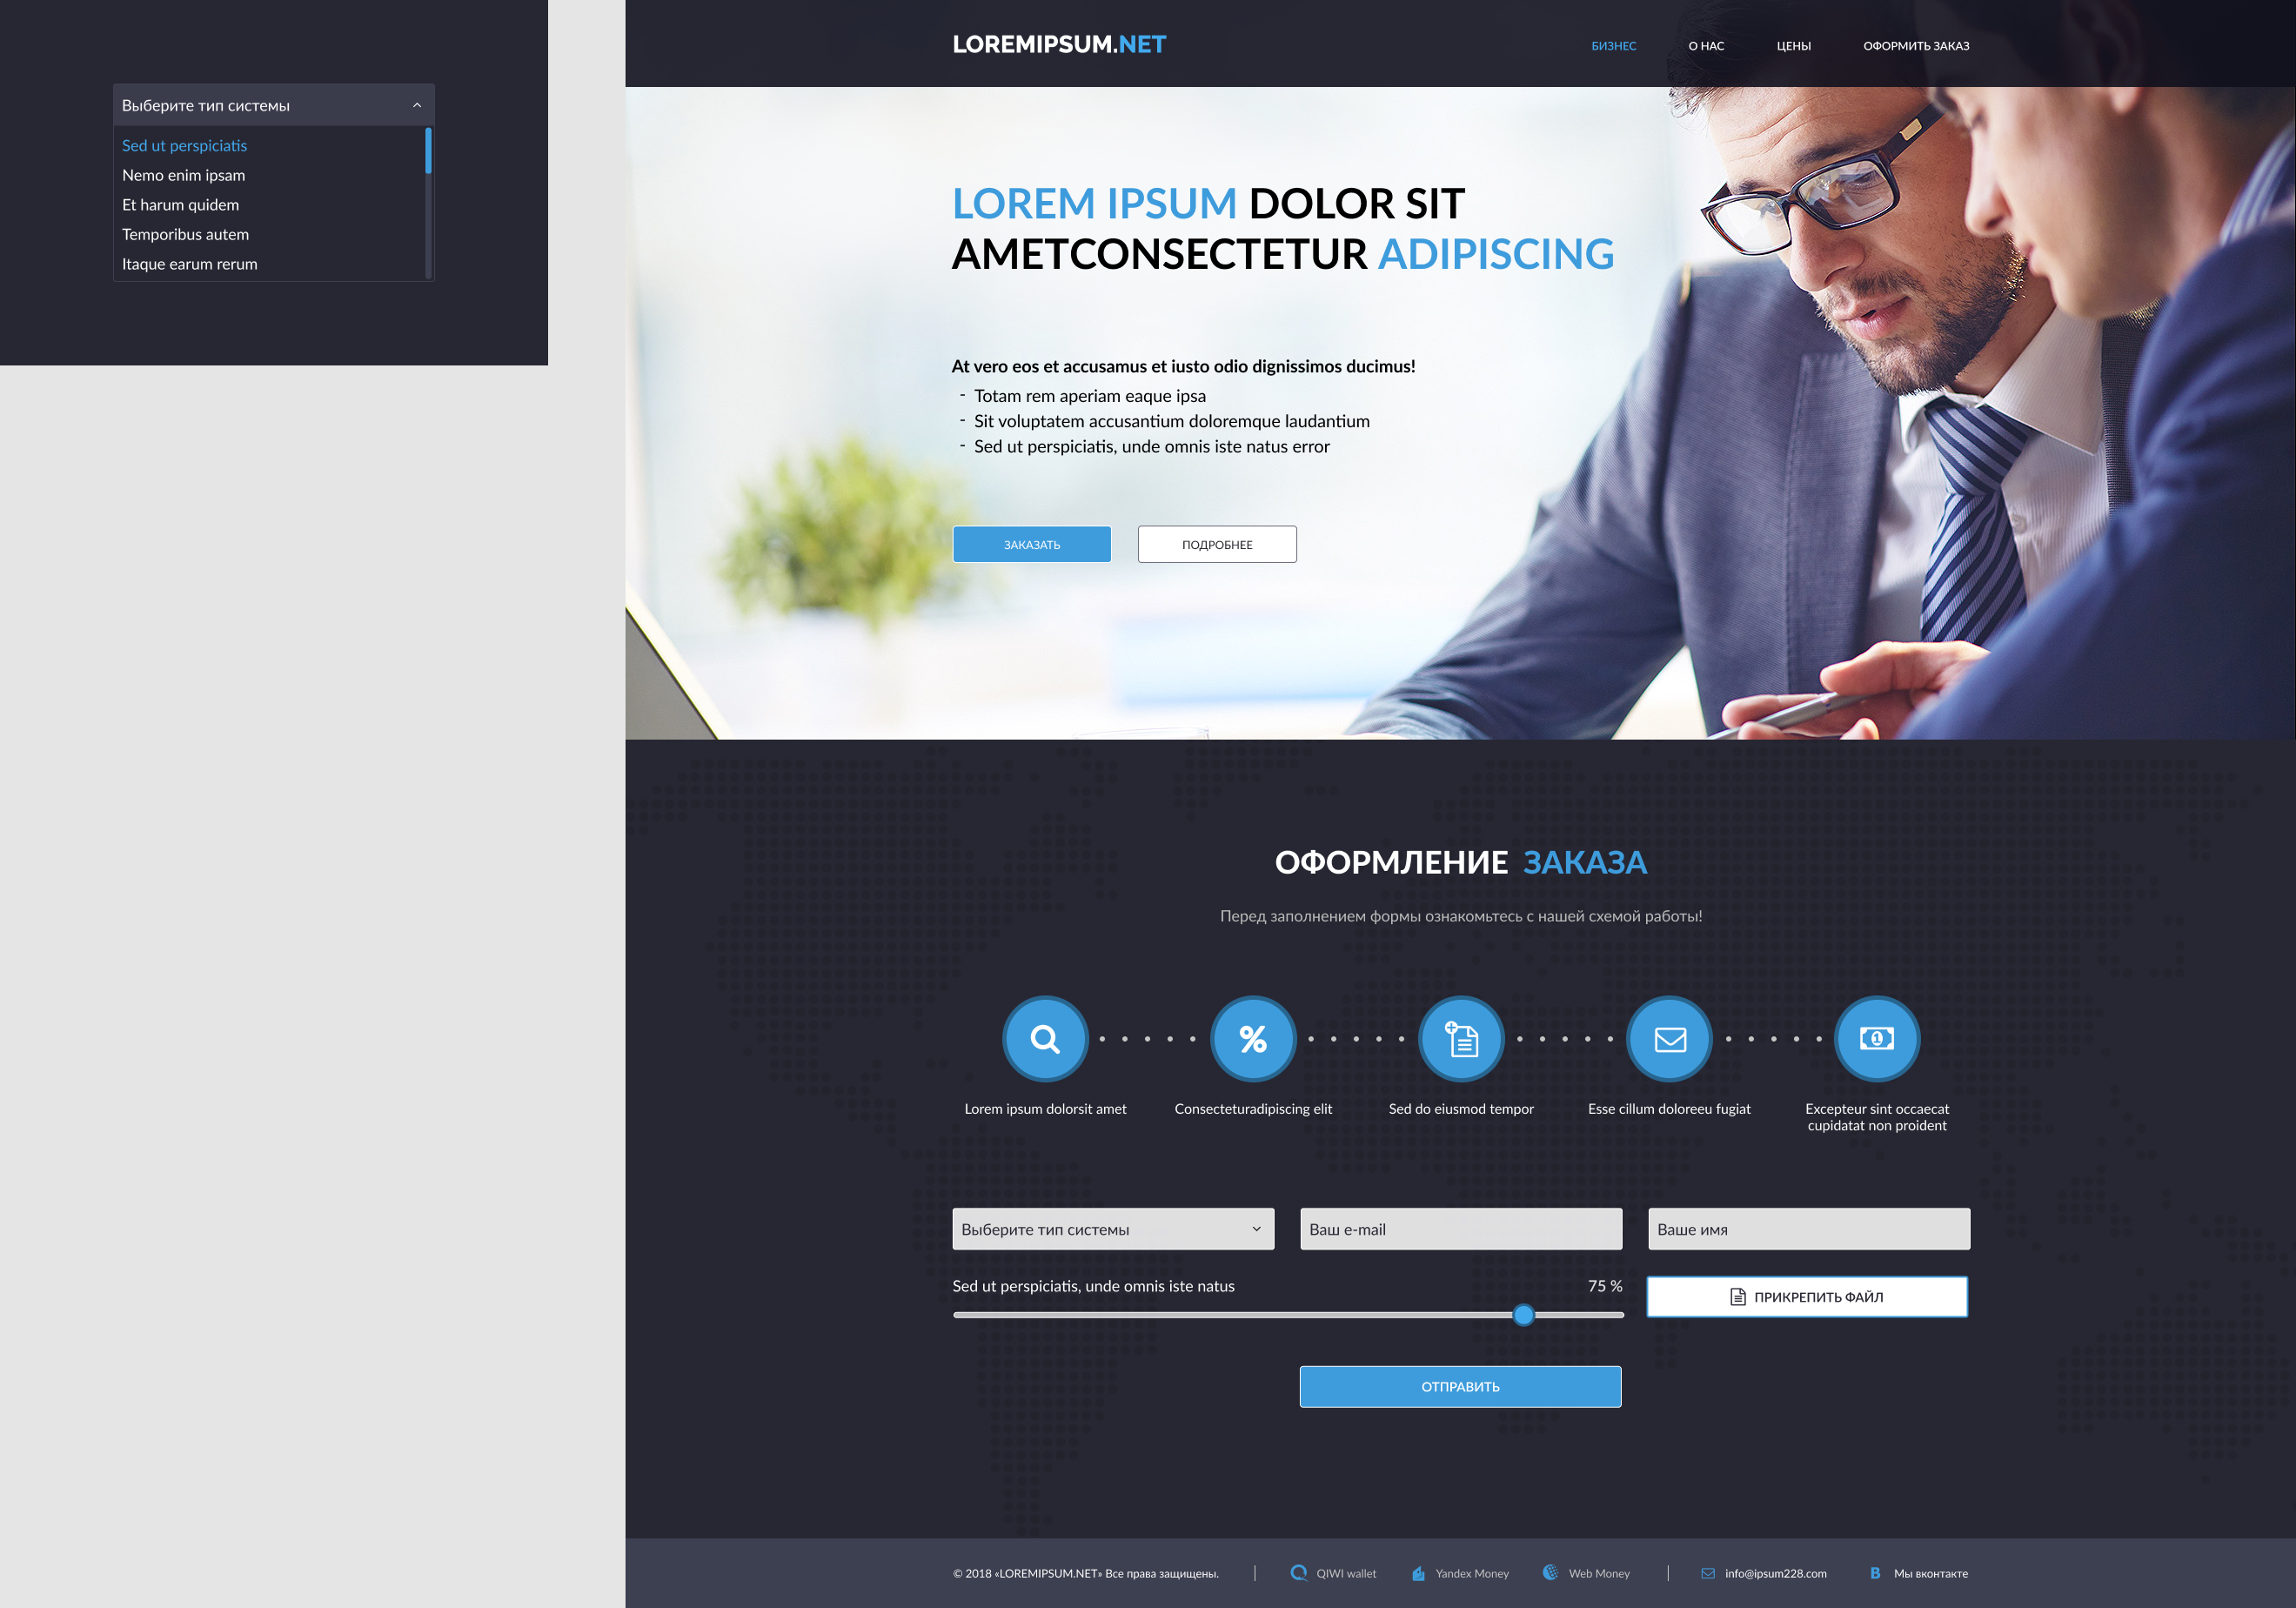 Выберите тип системы
Sed ut perspiciatis
Nemo enim ipsam
Et harum quidem
Temporibus autem
Itaque earum rerum
LOREMIPSUM.NET
БИЗНЕС
О НАС
ЦЕНЫ
ОФОРМИТЬ ЗАКАЗ
LOREM IPSUM DOLOR SIT
AMETCONSECTETUR ADIPISCING
At vero eos et accusamus et iusto odio dignissimos ducimus!
- Totam rem aperiam eaque ipsa
- Sit voluptatem accusantium doloremque laudantium
- Sed ut perspiciatis, unde omnis iste natus error
ЗАКАЗАТЬ
ПОДРОБНЕЕ
ОФОРМЛЕНИЕ ЗАКАЗА
Перед заполнением формы ознакомьтесь с нашей схемой работы!
Lorem ipsum dolorsit amet
Consecteturadipiscing elit
Sed do eiusmod tempor
Esse cillum doloreeu fugiat
Excepteur sint occaecat
cupidatat non proident
Выберите тип системы
Ваш e-mail
Ваше имя
Sed ut perspiciatis, unde omnis iste natus
75 %
ПРИКРЕПИТЬ ФАЙЛ
ОТПРАВИТЬ
© 2018 «LOREMIPSUM.NET» Все права защищены.
QIWI wallet
Yandex Money
Web Money
info@ipsum228.com
Мы вконтакте